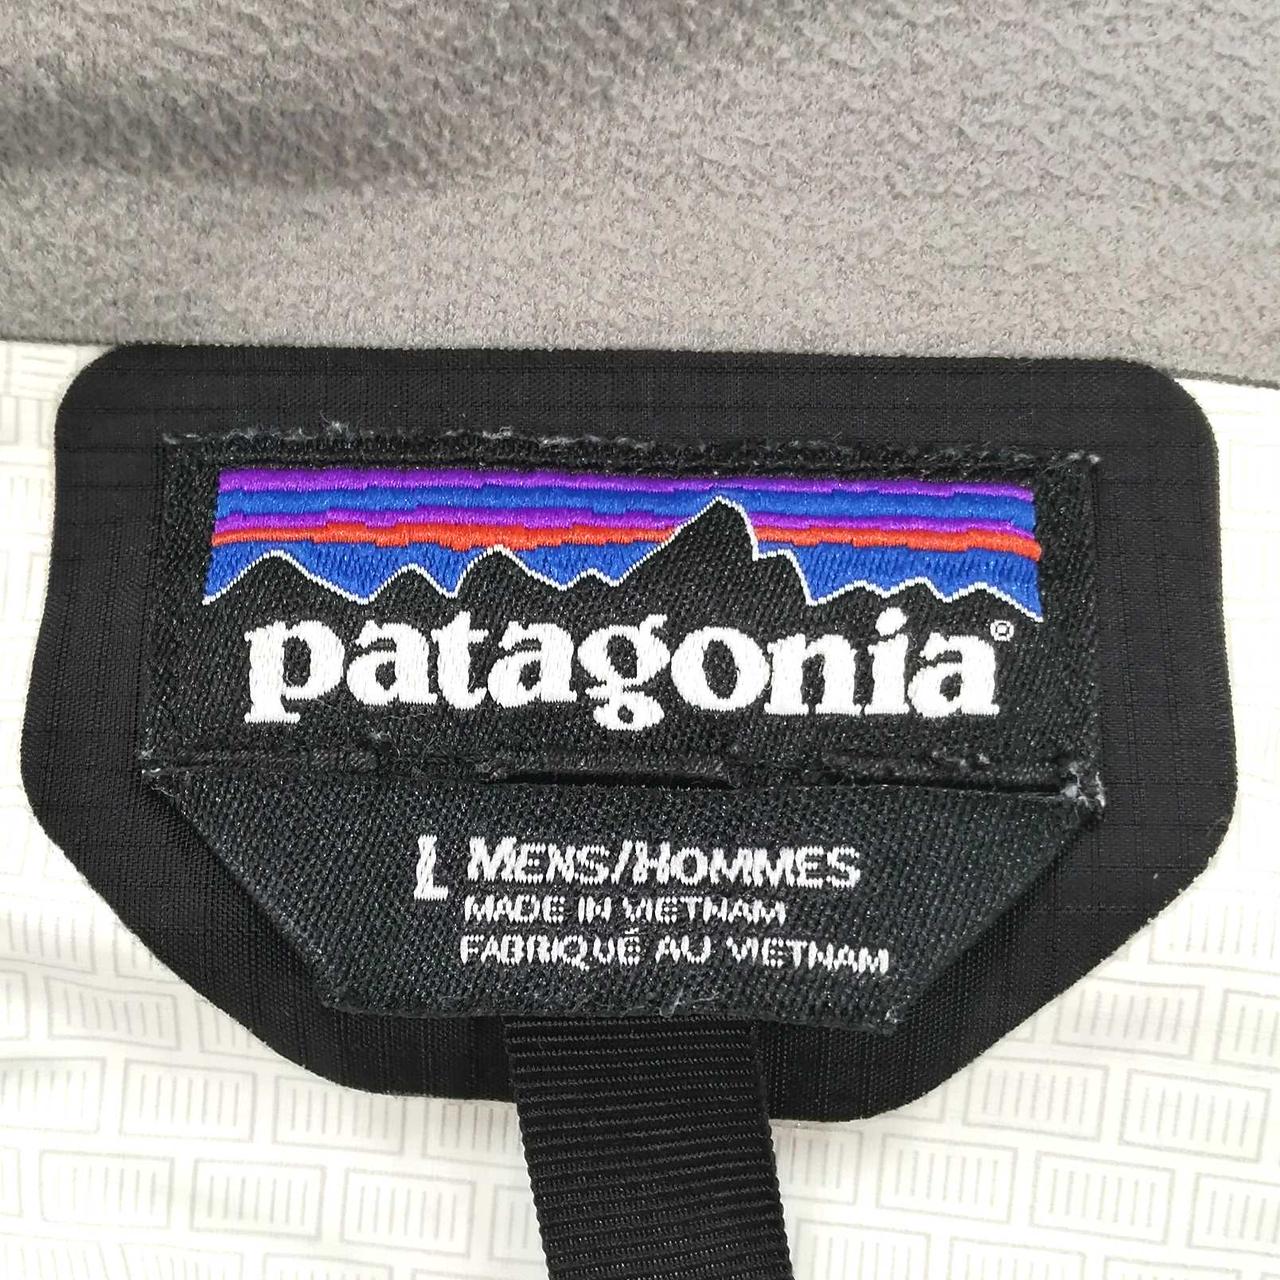 patagonia®
L MENS/HOMMES
MADE IN VIETNAM
FABRIQUÉ AU VIETNAM